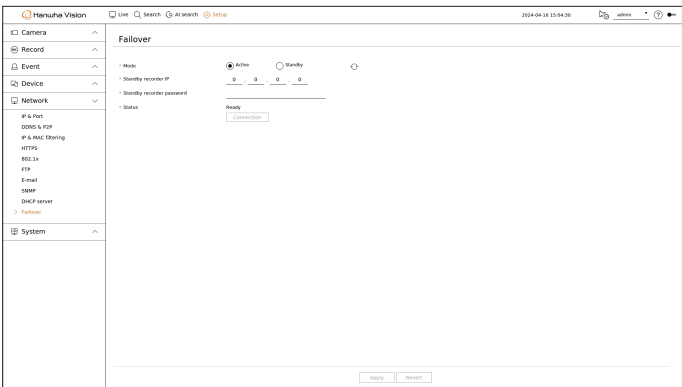 Hanwha Vision Live Search AI search Setup 2024-04-16 15:04:30 admin ?
Camera
Record
Event
Device
Network
IP & Port
DDNS & P2P
IP & MAC filtering
HTTPS
802.1x
FTP
E-mail
SNMP
DHCP server
> Failover
System
Failover
Mode Active Standby
Standby recorder IP 0 . 0 . 0 . 0
Standby recorder password
Status Ready
Connection
Apply Revert